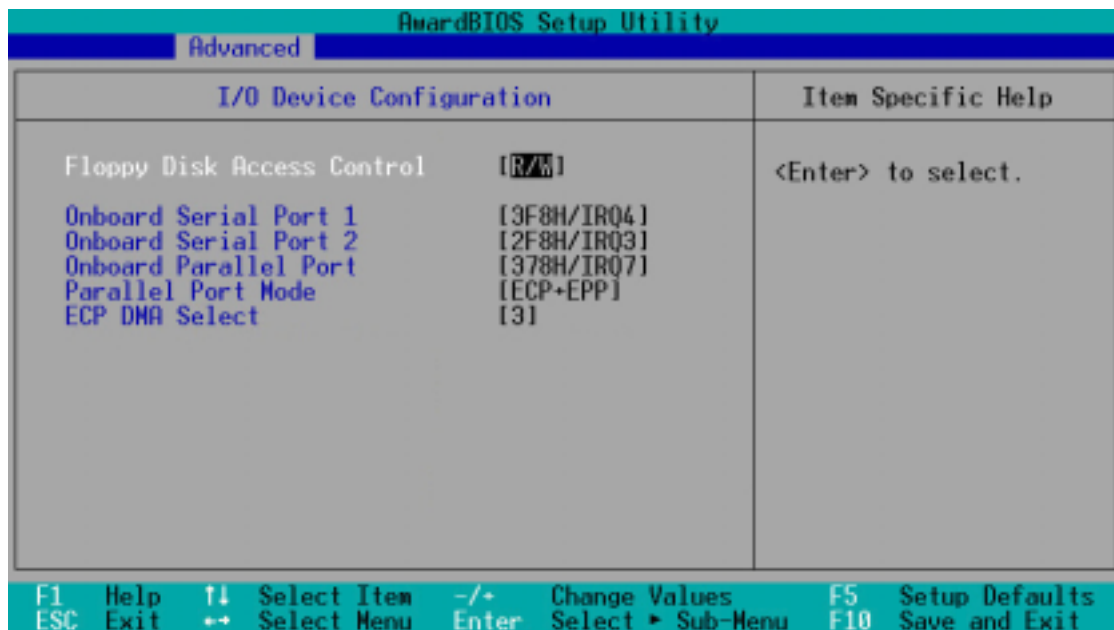 AwardBIOS Setup Utility
Advanced
I/O Device Configuration
Item Specific Help
Floppy Disk Access Control [R/W]
<Enter> to select.
Onboard Serial Port 1 [3F8H/IRQ4]
Onboard Serial Port 2 [2F8H/IRQ3]
Onboard Parallel Port [378H/IRQ7]
Parallel Port Mode [ECP+EPP]
ECP DMA Select [3]
F1 Help ↑↓ Select Item -/+ Change Values F5 Setup Defaults
ESC Exit ←→ Select Menu Enter Select ► Sub-Menu F10 Save and Exit